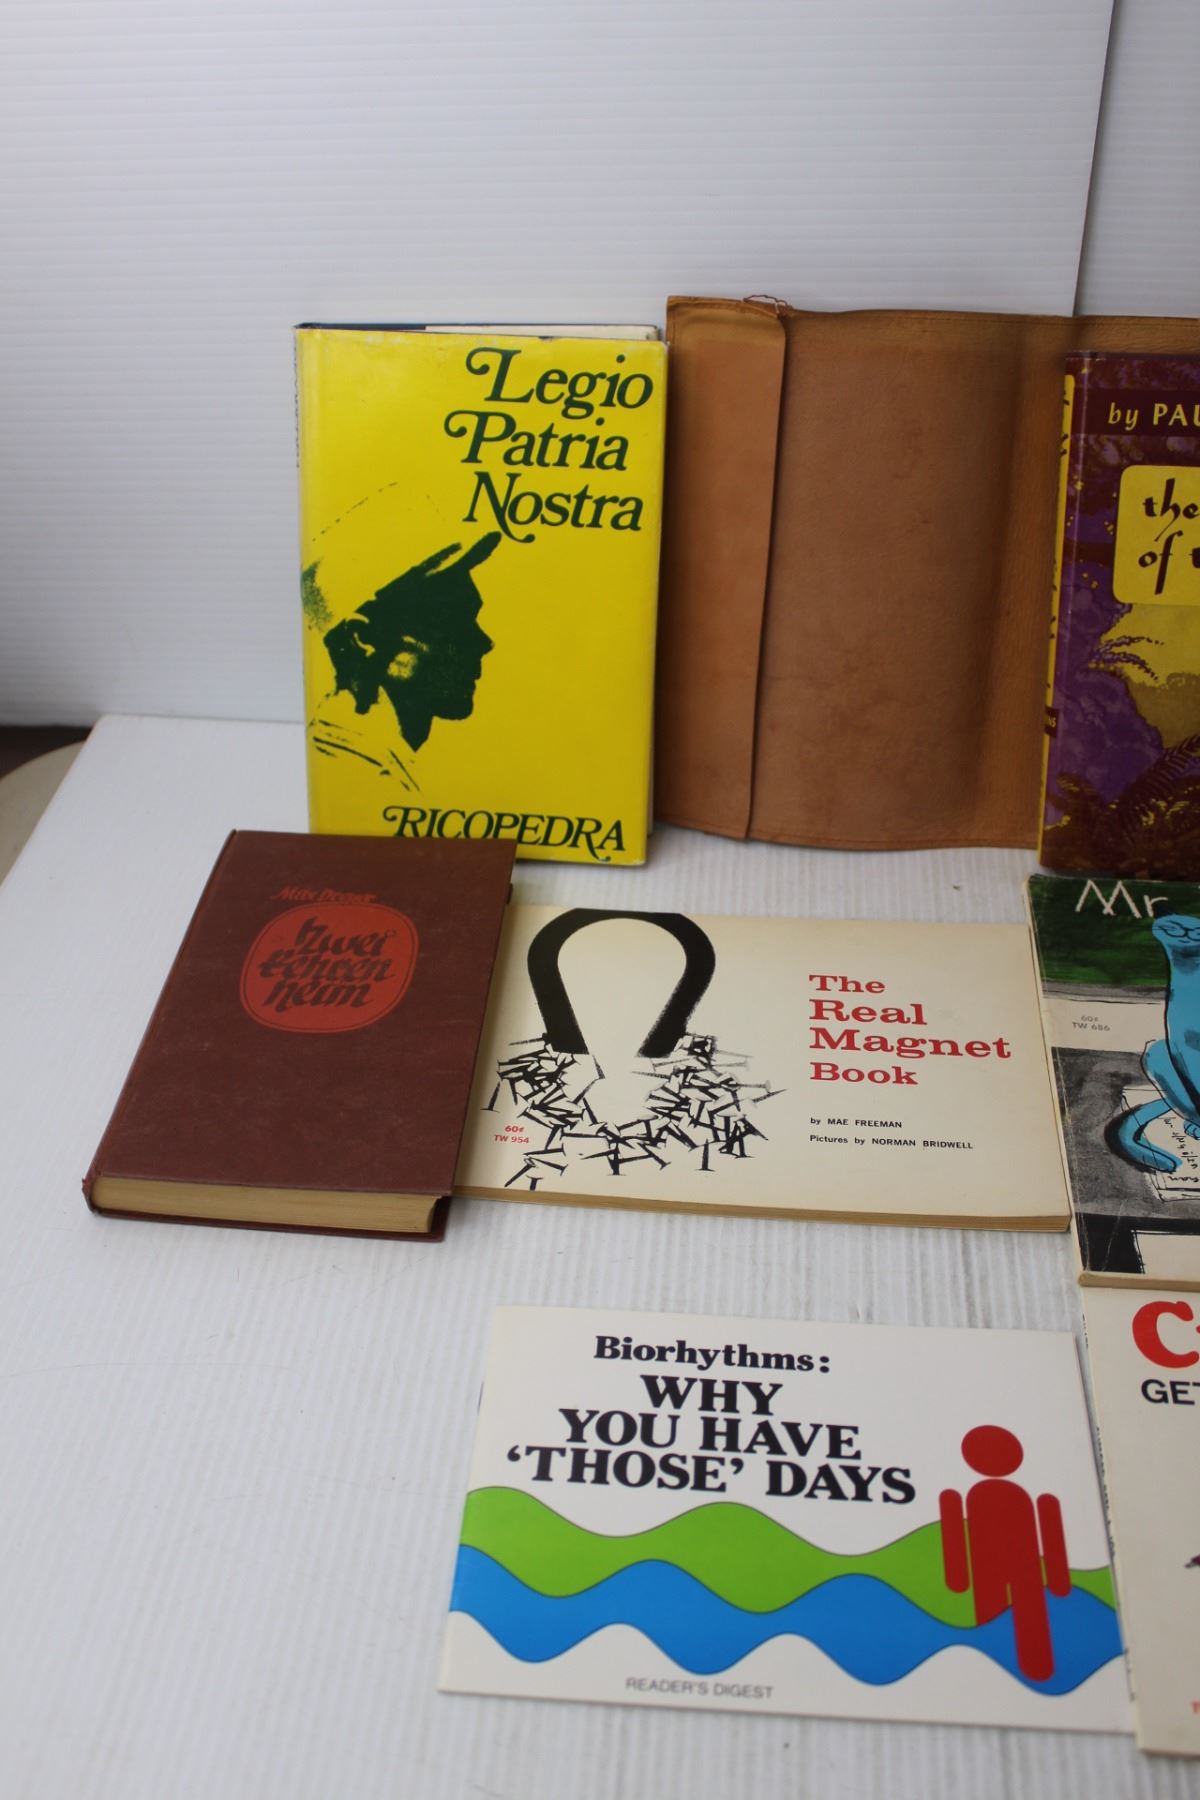 Legio
Patria
Nostra
RICOPEDRA
by PAU
the
of
Zwei
kehren
heim
The
Real
Magnet
Book
by MAE FREEMAN
Pictures by NORMAN BRIDWELL
60¢
TW 954
Mr
60¢
TW 686
GET
Biorhythms:
WHY
YOU HAVE
'THOSE' DAYS
READER'S DIGEST